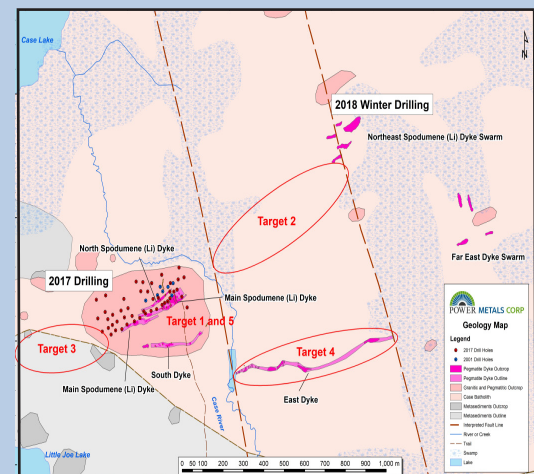 Case Lake
N
2018 Winter Drilling
Northeast Spodumene (Li) Dyke Swarm
Target 2
North Spodumene (Li) Dyke
Far East Dyke Swarm
2017 Drilling
Main Spodumene (Li) Dyke
Target 1 and 5
Target 3
Target 4
South Dyke
Main Spodumene (Li) Dyke
East Dyke
Case River
Little Joe Lake
0 50 100 200 300 400 500 600 700 800 900 1,000 m
POWER METALS CORP
Geology Map
Legend
2017 Drill Holes
2001 Drill Holes
Pegmatite Dyke Outcrop
Pegmatite Dyke Outline
Granitic and Pegmatitic Outcrop
Case Batholith
Metasediments Outcrop
Metasediments Outline
Interpreted Fault Line
River or Creek
Trail
Swamp
Lake